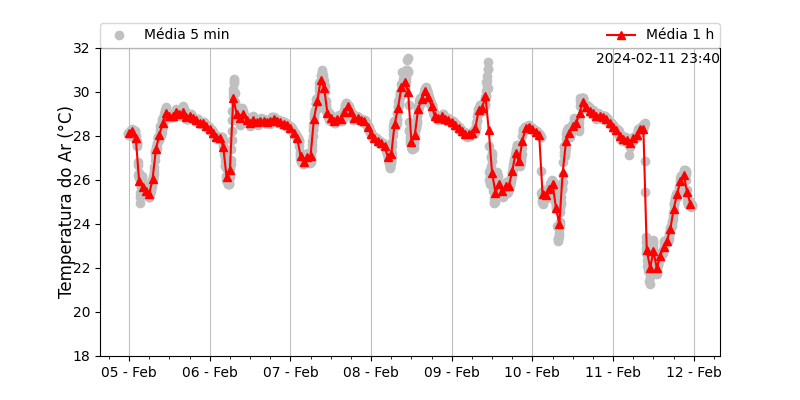 Média 5 min
Média 1 h
2024-02-11 23:40
Temperatura do Ar (°C)
32
30
28
26
24
22
20
18
05 - Feb
06 - Feb
07 - Feb
08 - Feb
09 - Feb
10 - Feb
11 - Feb
12 - Feb